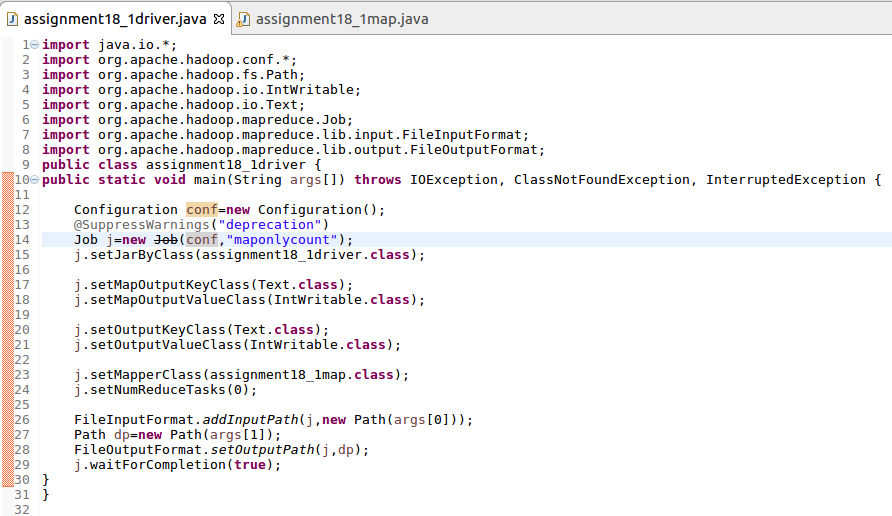 assignment18_1driver.java assignment18_1map.java
1 import java.io.*;
2 import org.apache.hadoop.conf.*;
3 import org.apache.hadoop.fs.Path;
4 import org.apache.hadoop.io.IntWritable;
5 import org.apache.hadoop.io.Text;
6 import org.apache.hadoop.mapreduce.Job;
7 import org.apache.hadoop.mapreduce.lib.input.FileInputFormat;
8 import org.apache.hadoop.mapreduce.lib.output.FileOutputFormat;
9 public class assignment18_1driver {
10 public static void main(String args[]) throws IOException, ClassNotFoundException, InterruptedException {
11
12 Configuration conf=new Configuration();
13 @SuppressWarnings("deprecation")
14 Job j=new Job(conf,"maponlycount");
15 j.setJarByClass(assignment18_1driver.class);
16
17 j.setMapOutputKeyClass(Text.class);
18 j.setMapOutputValueClass(IntWritable.class);
19
20 j.setOutputKeyClass(Text.class);
21 j.setOutputValueClass(IntWritable.class);
22
23 j.setMapperClass(assignment18_1map.class);
24 j.setNumReduceTasks(0);
25
26 FileInputFormat.addInputPath(j,new Path(args[0]));
27 Path dp=new Path(args[1]);
28 FileOutputFormat.setOutputPath(j,dp);
29 j.waitForCompletion(true);
30 }
31 }
32